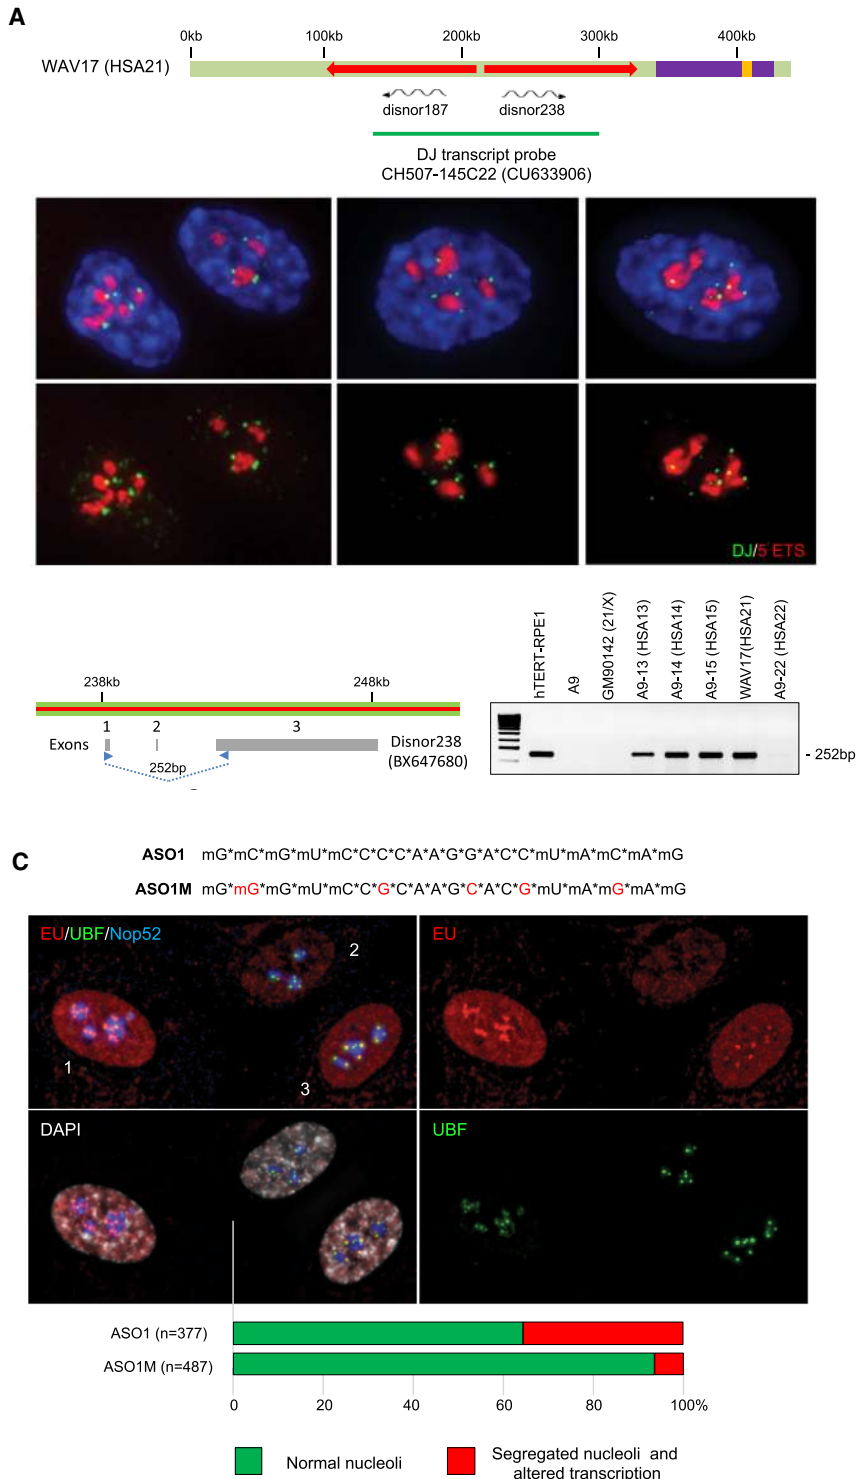 A
0kb 100kb 200kb 300kb 400kb
WAV17 (HSA21)
disnor187 disnor238
DJ transcript probe
CH507-145C22 (CU633906)
DJ/5 ETS
238kb 248kb
1 2 3
Exons
252bp
Disnor238
(BX647680)
hTERT-RPE1
A9
GM90142 (21/X)
A9-13 (HSA13)
A9-14 (HSA14)
A9-15 (HSA15)
WAV17(HSA21)
A9-22 (HSA22)
- 252bp
C
ASO1 mG*mC*mG*mU*mC*C*C*C*A*A*G*G*A*C*C*mU*mA*mC*mA*mG
ASO1M mG*mG*mG*mU*mC*C*G*C*A*A*G*C*A*C*G*mU*mA*mG*mA*mG
EU/UBF/Nop52
1
2
3
EU
DAPI
UBF
ASO1 (n=377)
ASO1M (n=487)
0 20 40 60 80 100%
Normal nucleoli
Segregated nucleoli and
altered transcription